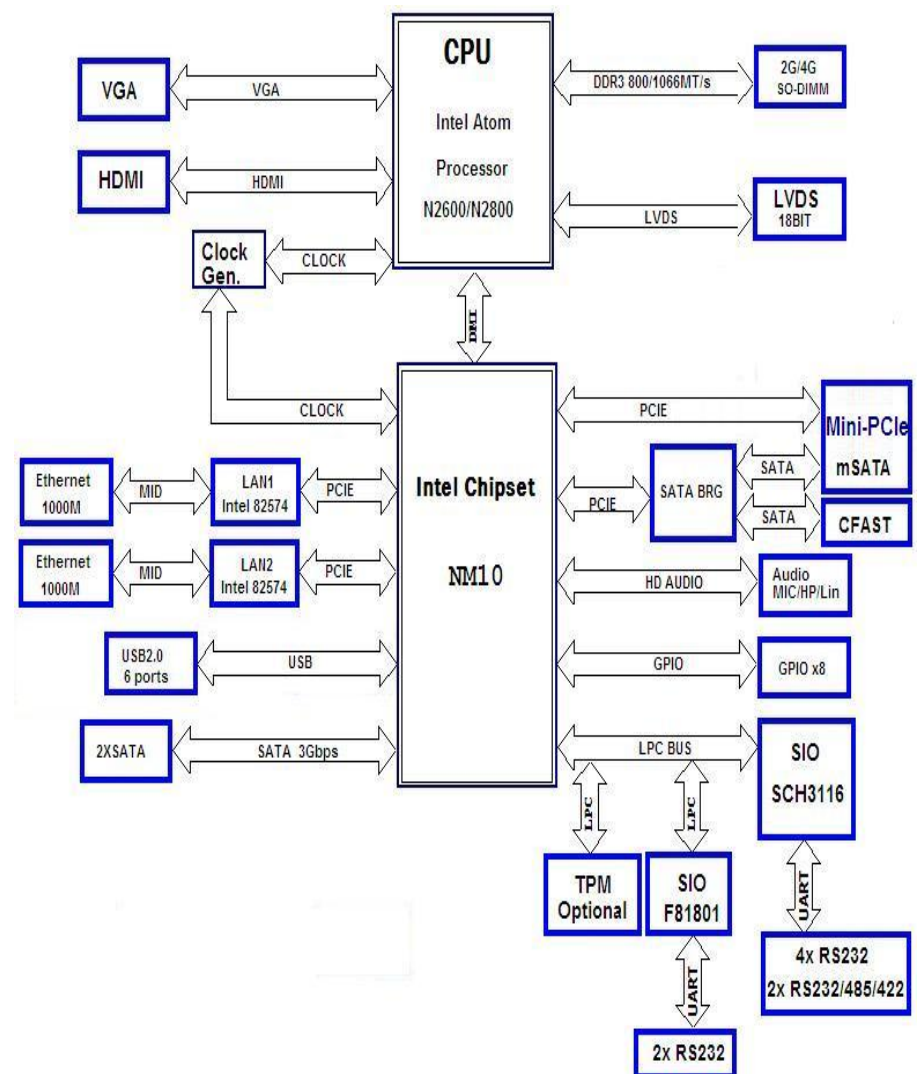 CPU
Intel Atom
Processor
N2600/N2800
VGA
VGA
DDR3 800/1066MT/s
2G/4G
SO-DIMM
HDMI
HDMI
LVDS
LVDS
18BIT
Clock
Gen.
CLOCK
DMI
CLOCK
Intel Chipset
NM10
PCIE
Mini-PCIe
mSATA
Ethernet
1000M
MID
LAN1
Intel 82574
PCIE
PCIE
SATA BRG
SATA
SATA
CFAST
Ethernet
1000M
MID
LAN2
Intel 82574
PCIE
HD AUDIO
Audio
MIC/HP/Lin
USB2.0
6 ports
USB
GPIO
GPIO x8
2XSATA
SATA 3Gbps
LPC BUS
SIO
SCH3116
LPC
LPC
TPM
Optional
SIO
F81801
UART
4x RS232
2x RS232/485/422
UART
2x RS232